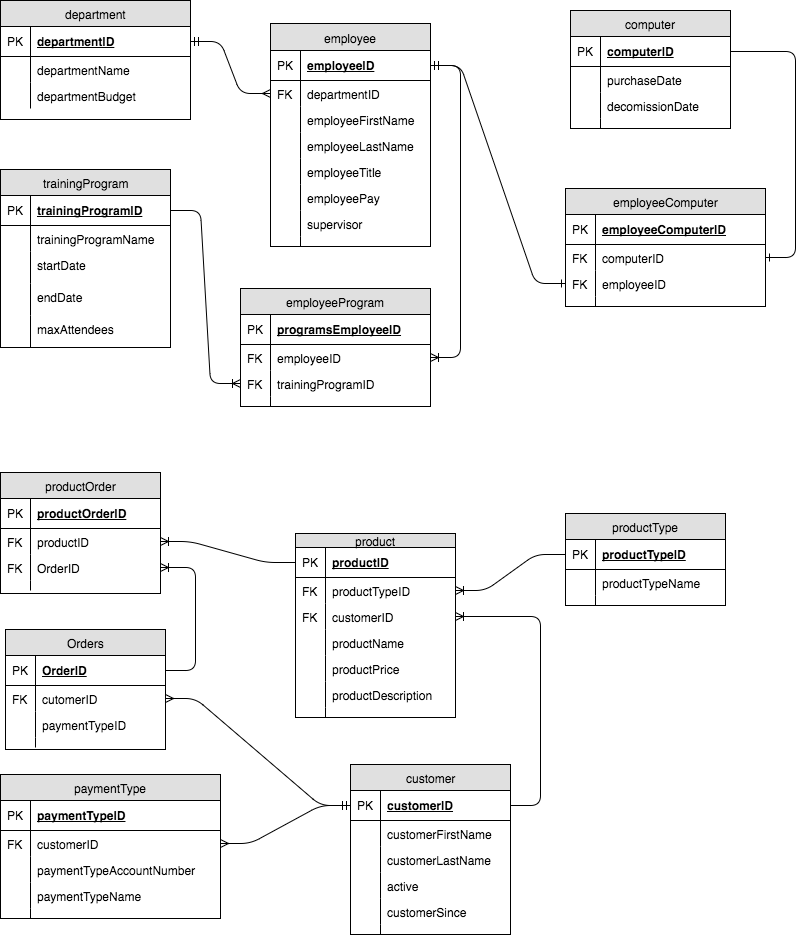 department
PK departmentID
departmentName
departmentBudget
employee
PK employeeID
FK departmentID
employeeFirstName
employeeLastName
employeeTitle
employeePay
supervisor
computer
PK computerID
purchaseDate
decomissionDate
trainingProgram
PK trainingProgramID
trainingProgramName
startDate
endDate
maxAttendees
employeeComputer
PK employeeComputerID
FK computerID
FK employeeID
employeeProgram
PK programsEmployeeID
FK employeeID
FK trainingProgramID
productOrder
PK productOrderID
FK productID
FK OrderID
product
PK productID
FK productTypeID
FK customerID
productName
productPrice
productDescription
productType
PK productTypeID
productTypeName
Orders
PK OrderID
FK cutomerID
paymentTypeID
paymentType
PK paymentTypeID
FK customerID
paymentTypeAccountNumber
paymentTypeName
customer
PK customerID
customerFirstName
customerLastName
active
customerSince